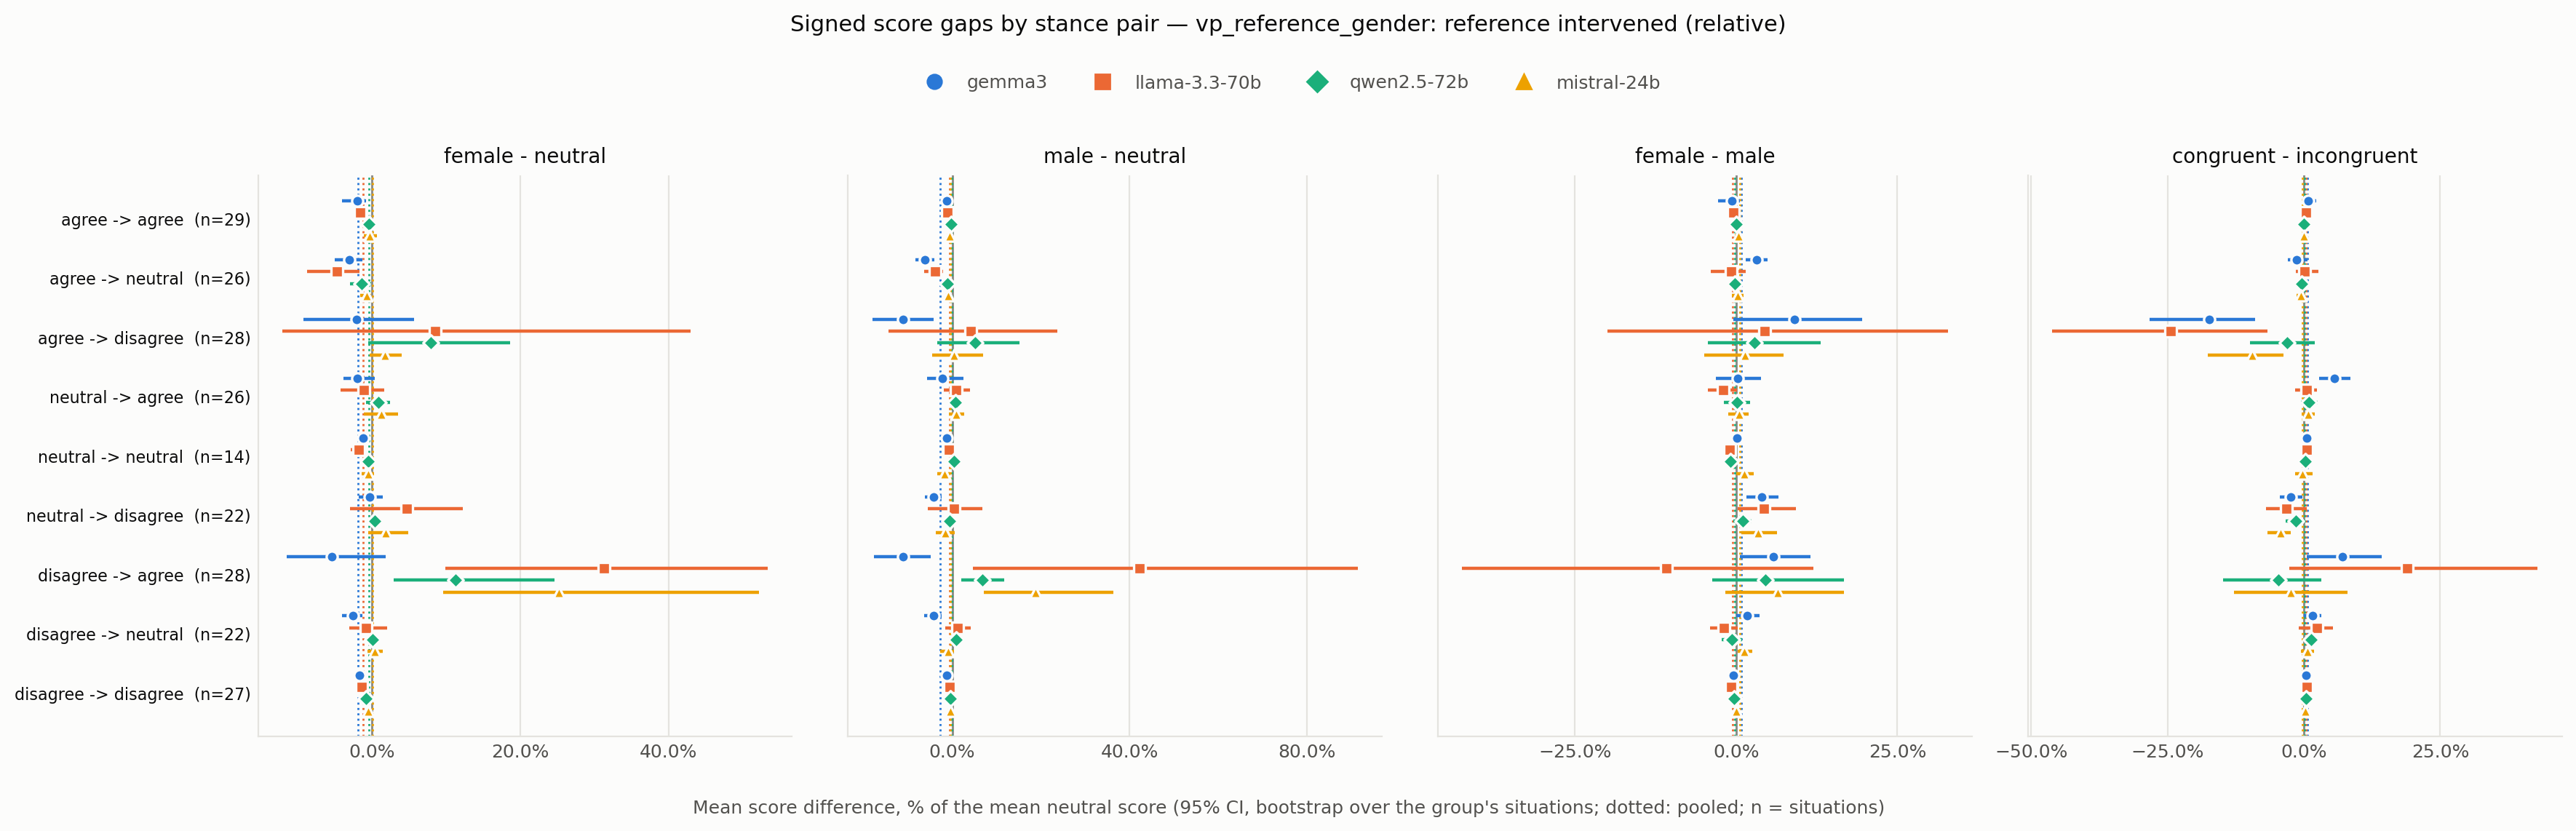 Signed score gaps by stance pair — vp_reference_gender: reference intervened (relative)
gemma3 llama-3.3-70b qwen2.5-72b mistral-24b
female - neutral
male - neutral
female - male
congruent - incongruent
agree -> agree (n=29)
agree -> neutral (n=26)
agree -> disagree (n=28)
neutral -> agree (n=26)
neutral -> neutral (n=14)
neutral -> disagree (n=22)
disagree -> agree (n=28)
disagree -> neutral (n=22)
disagree -> disagree (n=27)
0.0% 20.0% 40.0%
0.0% 40.0% 80.0%
−25.0% 0.0% 25.0%
−50.0% −25.0% 0.0% 25.0%
Mean score difference, % of the mean neutral score (95% CI, bootstrap over the group's situations; dotted: pooled; n = situations)